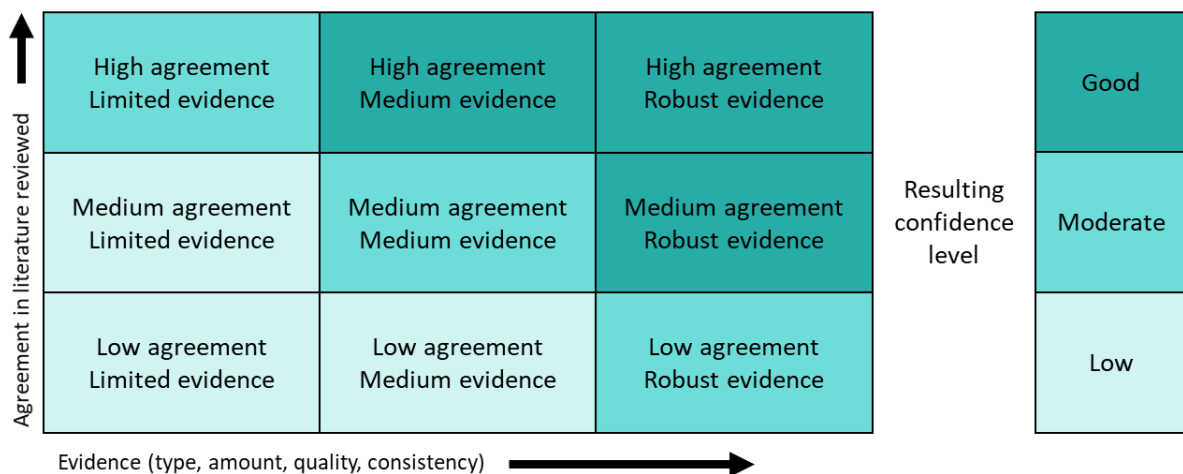 Agreement in literature reviewed
High agreement
Limited evidence
High agreement
Medium evidence
High agreement
Robust evidence
Medium agreement
Limited evidence
Medium agreement
Medium evidence
Medium agreement
Robust evidence
Low agreement
Limited evidence
Low agreement
Medium evidence
Low agreement
Robust evidence
Evidence (type, amount, quality, consistency)
Resulting
confidence
level
Good
Moderate
Low